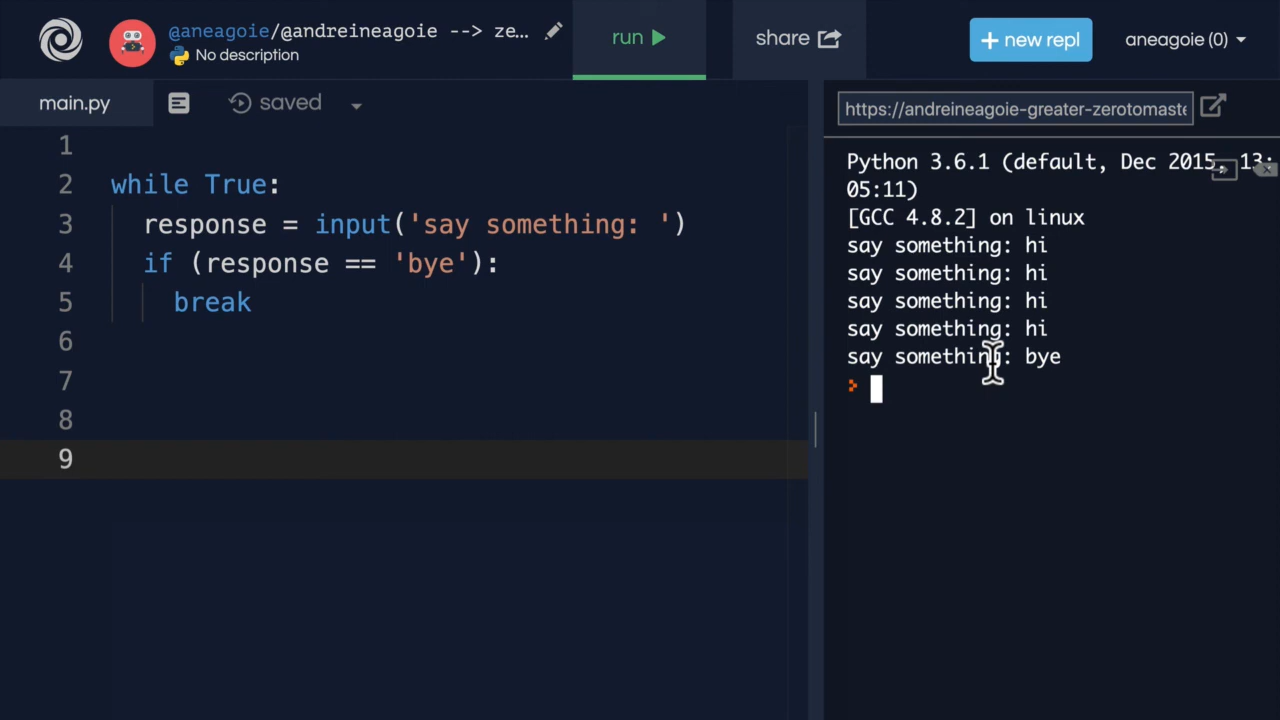 @aneagoie/@andreineagoie --> ze...
No description
run
share
+ new repl
aneagoie (0)
main.py
saved
https://andreineagoie-greater-zerotomaste
1
2 while True:
3 response = input('say something: ')
4 if (response == 'bye'):
5 break
6
7
8
9
Python 3.6.1 (default, Dec 2015, 13:
05:11)
[GCC 4.8.2] on linux
say something: hi
say something: hi
say something: hi
say something: hi
say something: bye